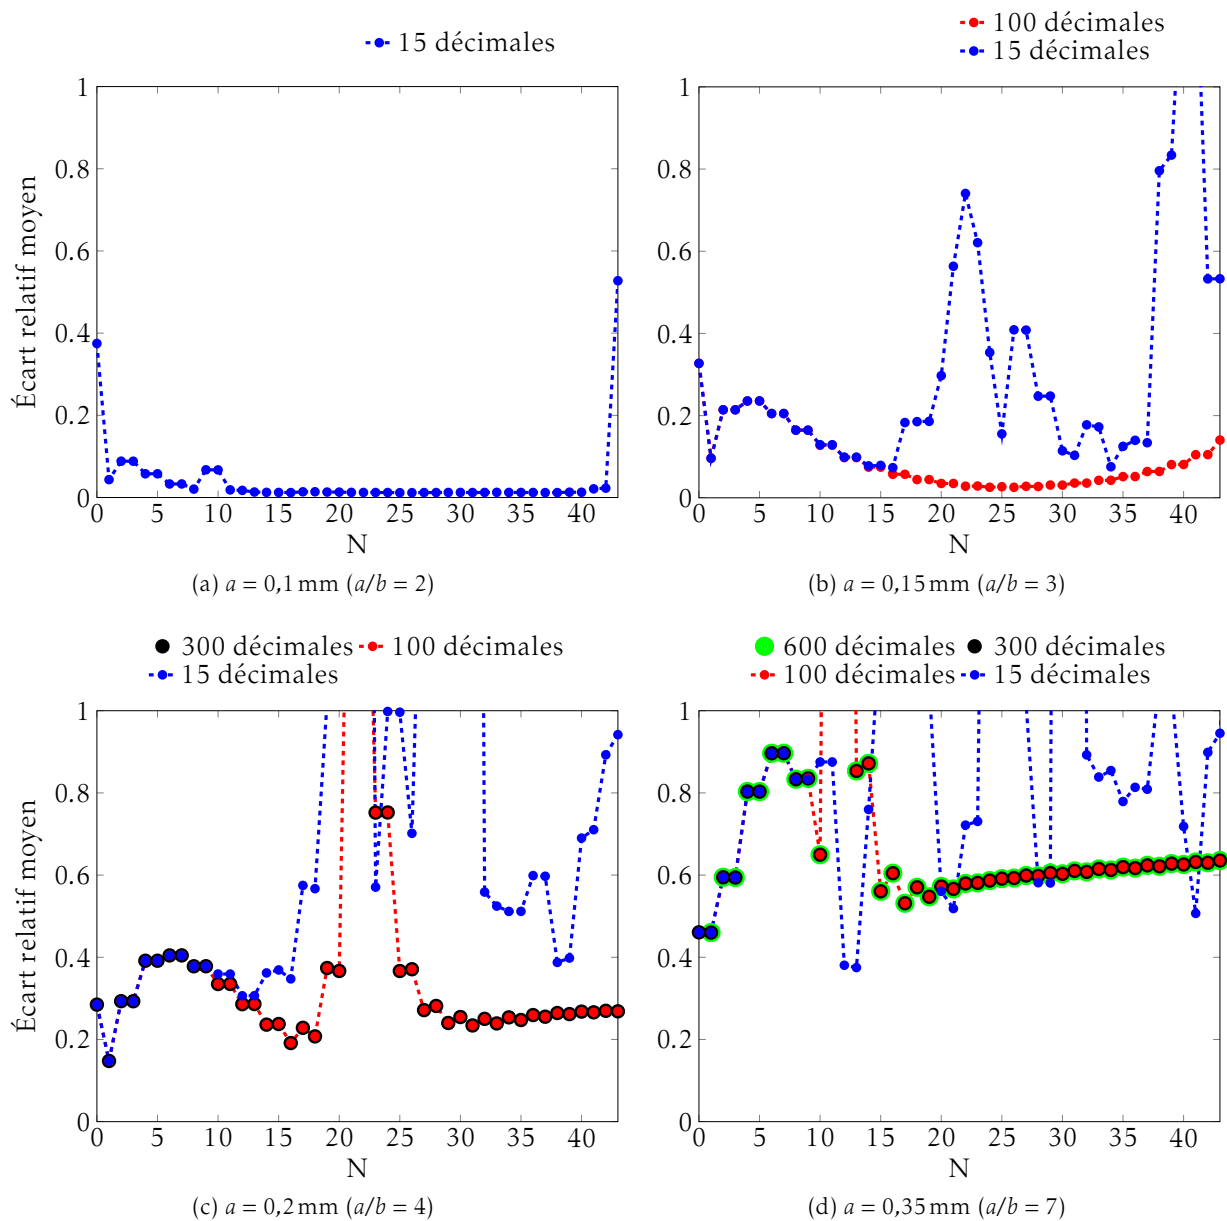 15 décimales
1
0.8
0.6
0.4
0.2
0
0 5 10 15 20 25 30 35 40
Écart relatif moyen
N
(a) a = 0,1 mm (a/b = 2)
100 décimales
15 décimales
1
0.8
0.6
0.4
0.2
0
0 5 10 15 20 25 30 35 40
N
(b) a = 0,15 mm (a/b = 3)
300 décimales 100 décimales
15 décimales
1
0.8
0.6
0.4
0.2
0
0 5 10 15 20 25 30 35 40
Écart relatif moyen
N
(c) a = 0,2 mm (a/b = 4)
600 décimales 300 décimales
100 décimales 15 décimales
1
0.8
0.6
0.4
0.2
0
0 5 10 15 20 25 30 35 40
N
(d) a = 0,35 mm (a/b = 7)